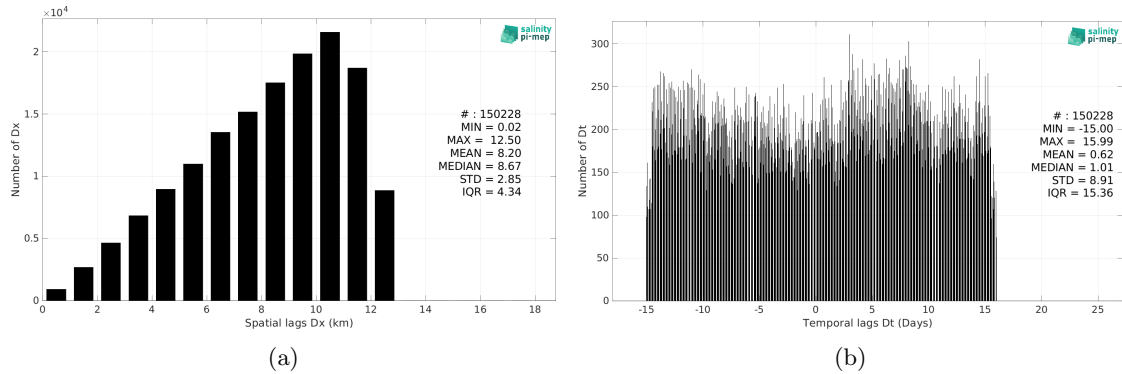 ×10⁴
salinity
pi-mep
2
1.5
1
0.5
0
Number of Dx
# : 150228
MIN = 0.02
MAX = 12.50
MEAN = 8.20
MEDIAN = 8.67
STD = 2.85
IQR = 4.34
0 2 4 6 8 10 12 14 16 18
Spatial lags Dx (km)
(a)
salinity
pi-mep
300
250
200
150
100
50
0
Number of Dt
# : 150228
MIN = -15.00
MAX = 15.99
MEAN = 0.62
MEDIAN = 1.01
STD = 8.91
IQR = 15.36
-15 -10 -5 0 5 10 15 20 25
Temporal lags Dt (Days)
(b)